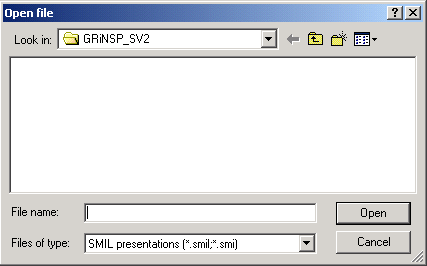 Open file
Look in: GRiNSP_SV2
File name: Open
Files of type: SMIL presentations (*.smil;*.smi) Cancel